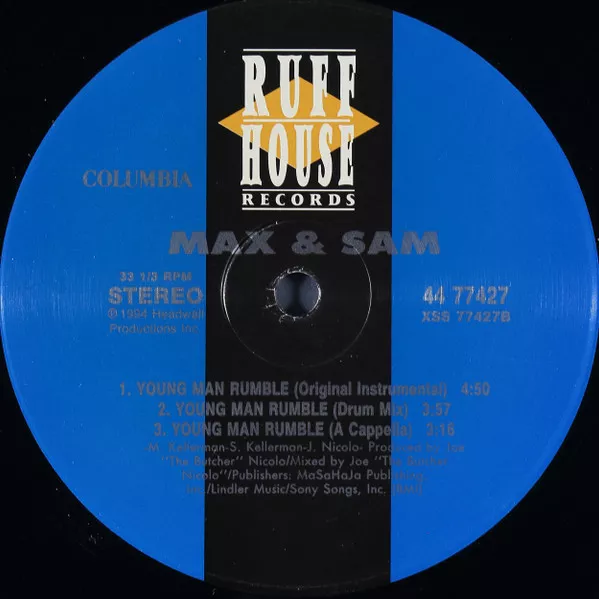 RUFF
HOUSE
RECORDS
COLUMBIA
MAX & SAM
33 1/3 RPM
STEREO
℗ 1994 Headwell
Productions Inc.
44 77427
XSS 77427B
1. YOUNG MAN RUMBLE (Original Instrumental) 4:50
2. YOUNG MAN RUMBLE (Drum Mix) 3:57
3. YOUNG MAN RUMBLE (A Cappella) 2:16
M. Kellerman-S. Kellerman-J. Nicolo- Produced by Joe
"The Butcher" Nicolo/Mixed by Joe "The Butcher
Nicolo"/Publishers: MaSaHaJa Publishing
Inc./Lindler Music/Sony Songs, Inc. (BMI)